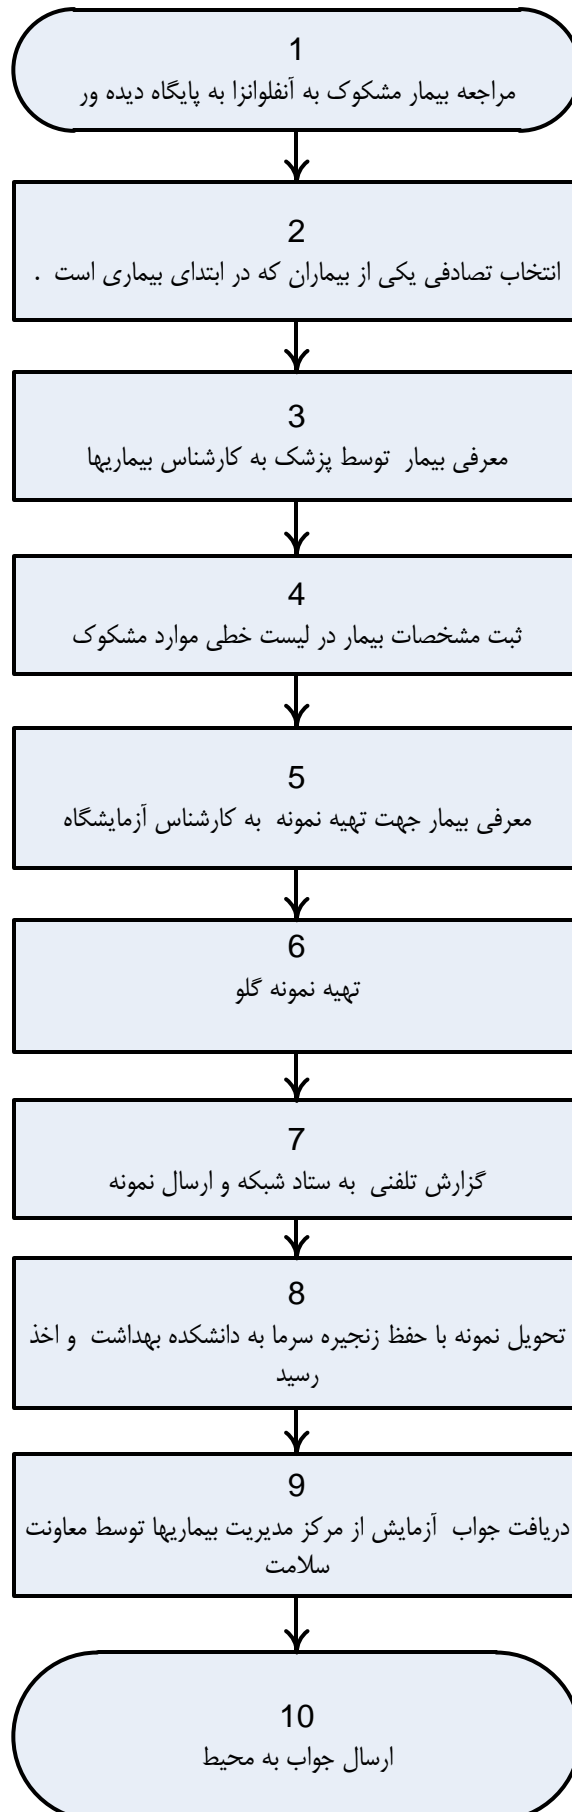 1
مراجعه بیمار مشکوک به آنفلوانزا به پایگاه دیده ور
2
انتخاب تصادفی یکی از بیماران که در ابتدای بیماری است .
3
معرفی بیمار توسط پزشک به کارشناس بیماریها
4
ثبت مشخصات بیمار در لیست خطی موارد مشکوک
5
معرفی بیمار جهت تهیه نمونه به کارشناس آزمایشگاه
6
تهیه نمونه گلو
7
گزارش تلفنی به ستاد شبکه و ارسال نمونه
8
تحویل نمونه با حفظ زنجیره سرما به دانشکده بهداشت و اخذ
رسید
9
دریافت جواب آزمایش از مرکز مدیریت بیماریها توسط معاونت
سلامت
10
ارسال جواب به محیط